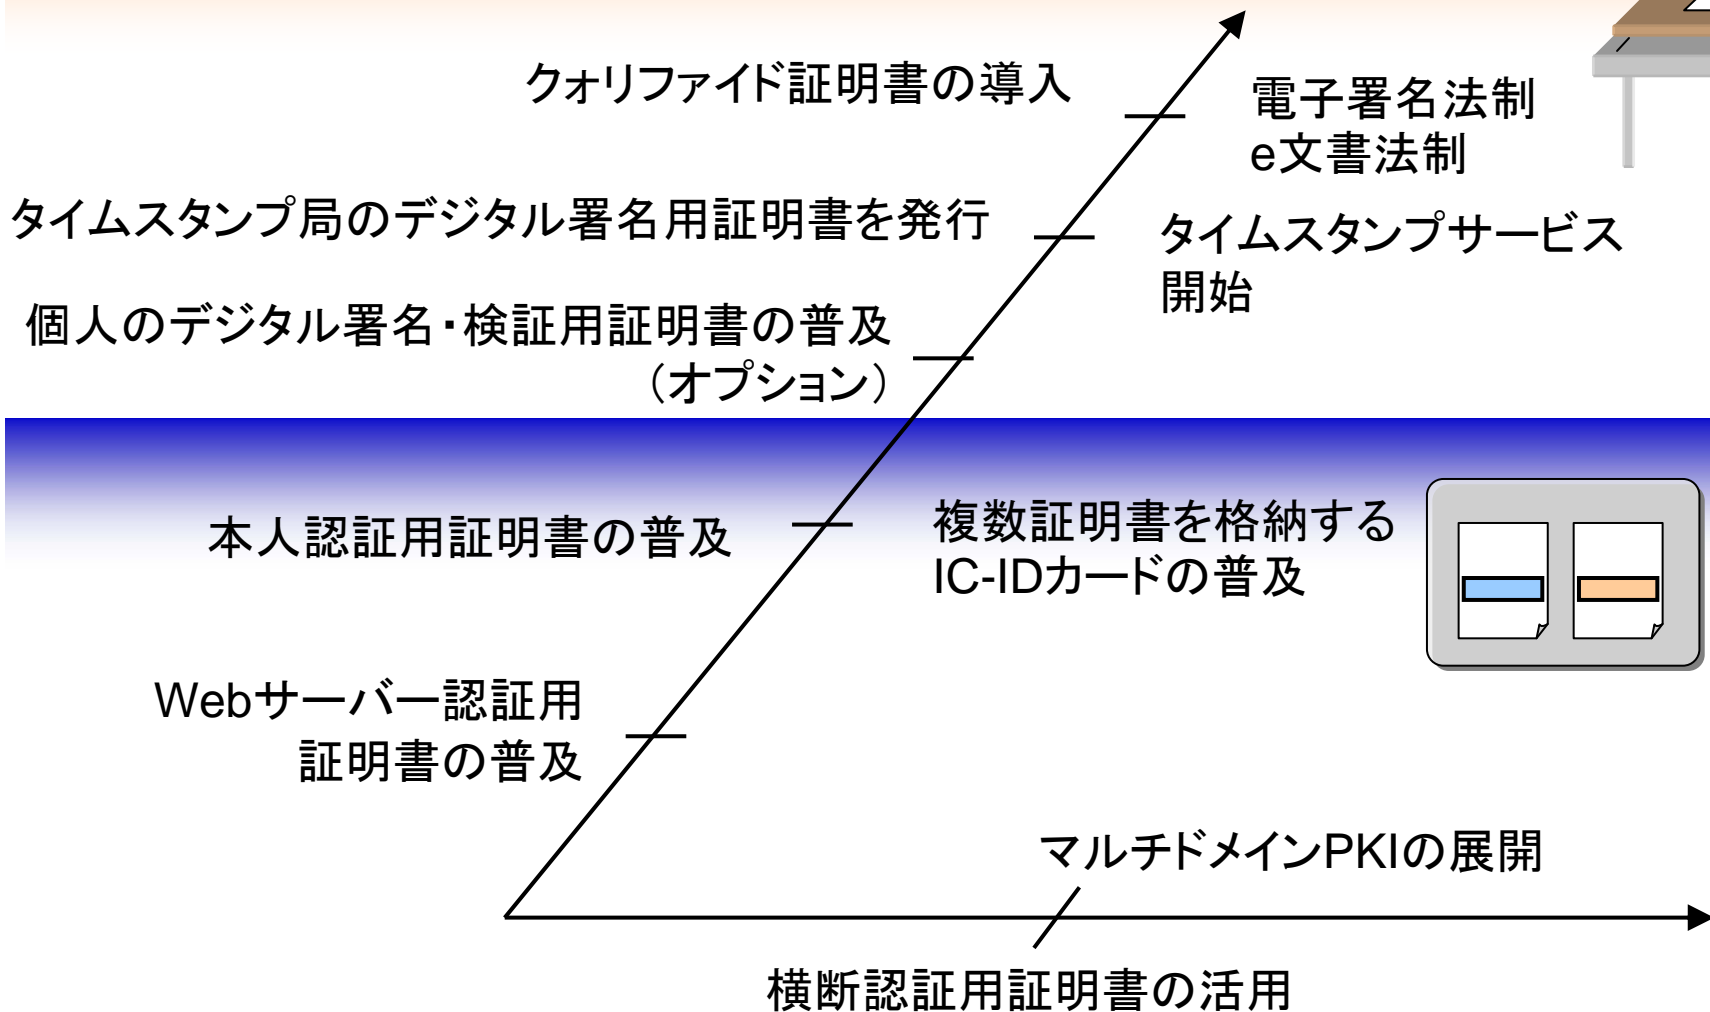 クォリファイド証明書の導入
電子署名法制
e文書法制
タイムスタンプ局のデジタル署名用証明書を発行
タイムスタンプサービス
開始
個人のデジタル署名・検証用証明書の普及
（オプション）
本人認証用証明書の普及
複数証明書を格納する
IC-IDカードの普及
Webサーバー認証用
証明書の普及
マルチドメインPKIの展開
横断認証用証明書の活用